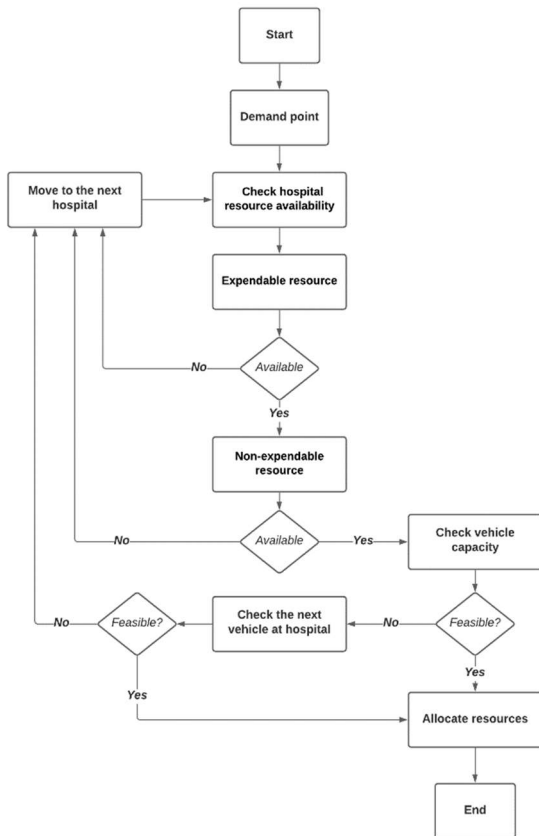 Start
Demand point
Move to the next
hospital
Check hospital
resource availability
Expendable resource
No
Available
Yes
Non-expendable
resource
No
Available
Yes
Check vehicle
capacity
No
Feasible?
Check the next
vehicle at hospital
No
Feasible?
Yes
Yes
Allocate resources
End